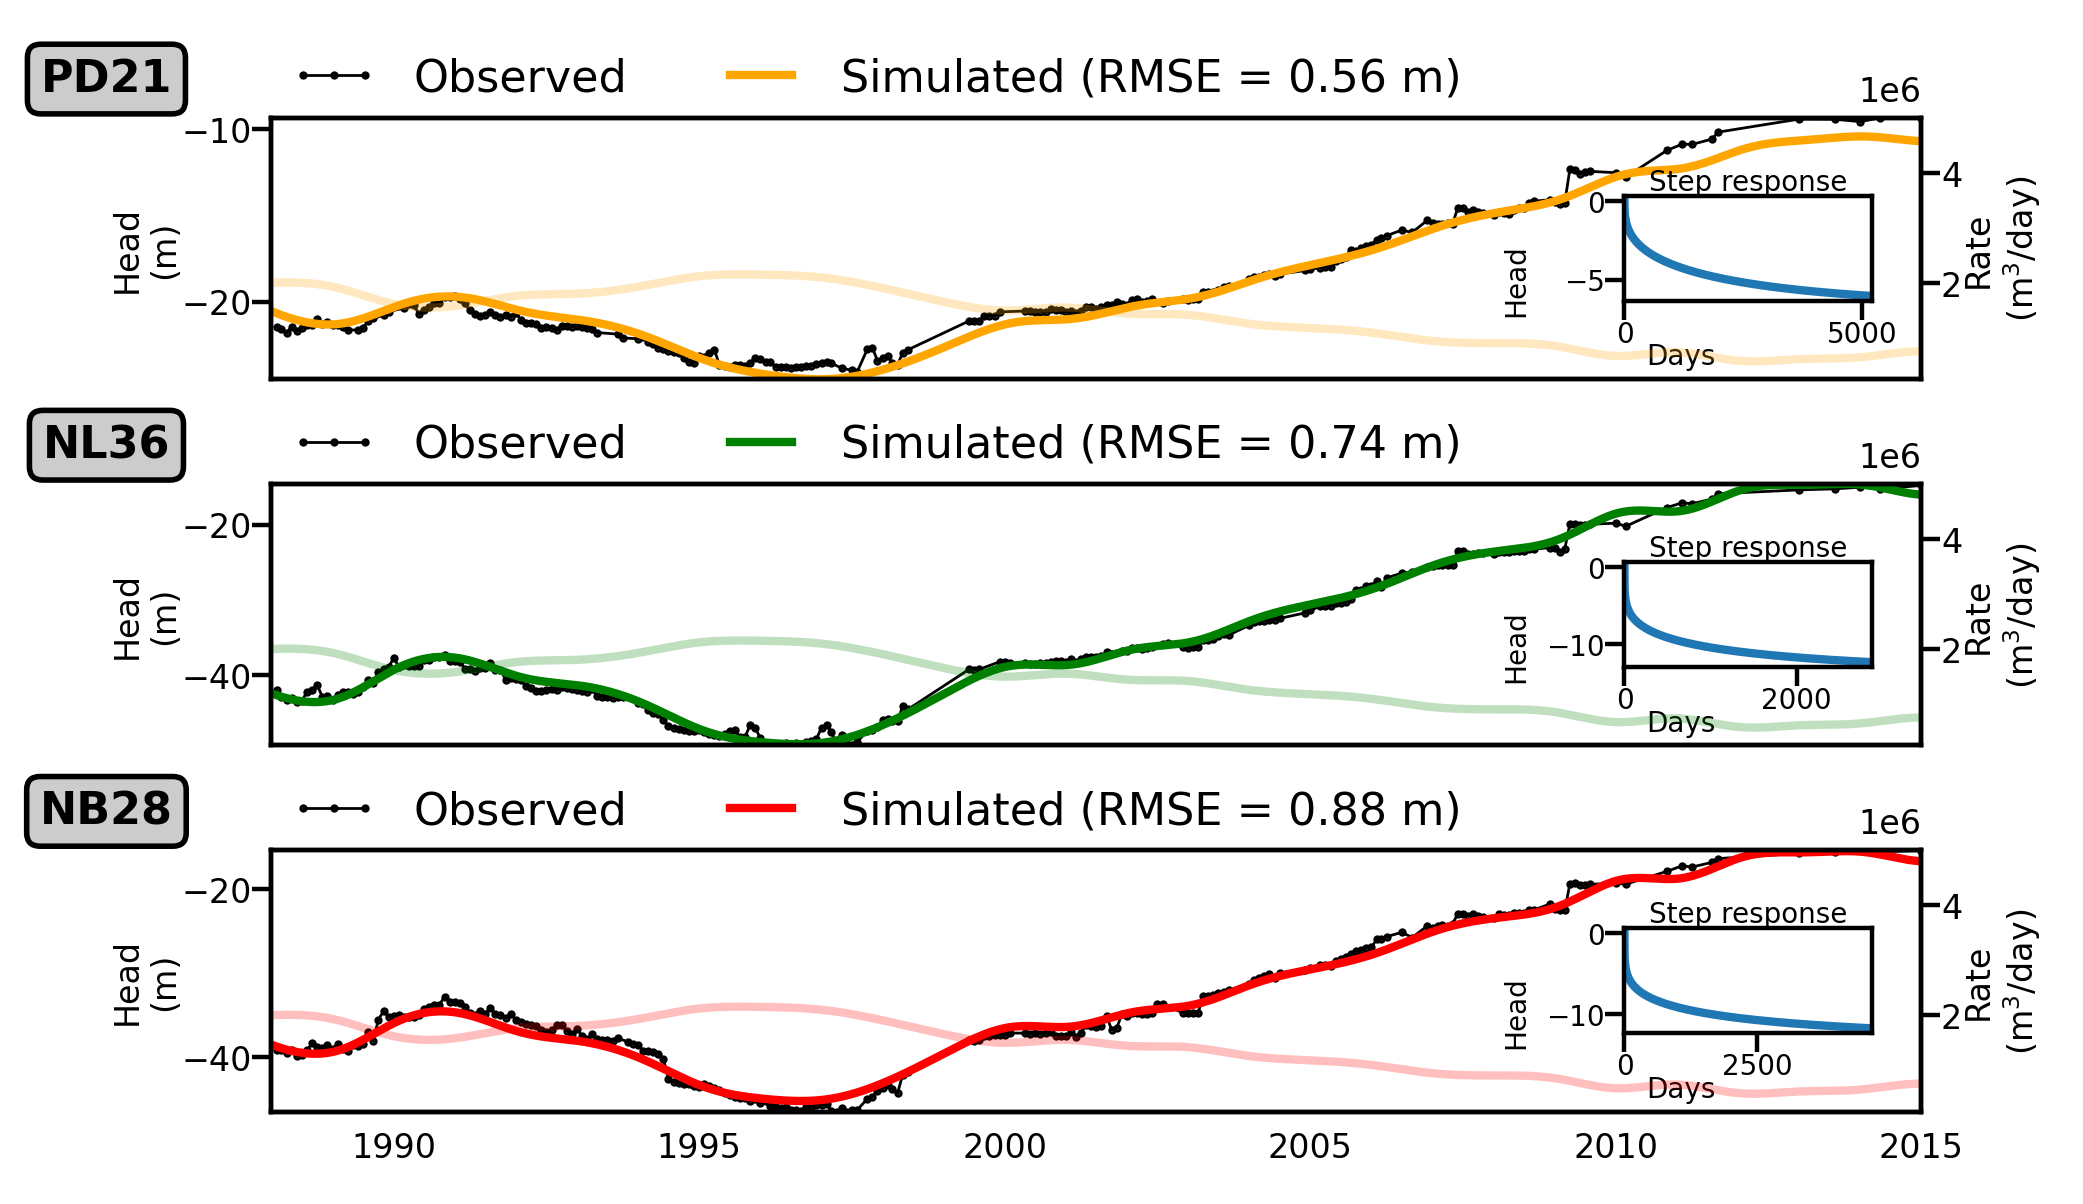 PD21
Observed
Simulated (RMSE = 0.56 m)
1e6
−10
−20
Head
(m)
4
2
Rate
(m³/day)
Step response
0
−5
Head
0
5000
Days
NL36
Observed
Simulated (RMSE = 0.74 m)
1e6
−20
−40
Head
(m)
4
2
Rate
(m³/day)
Step response
0
−10
Head
0
2000
Days
NB28
Observed
Simulated (RMSE = 0.88 m)
1e6
−20
−40
Head
(m)
4
2
Rate
(m³/day)
Step response
0
−10
Head
0
2500
Days
1990
1995
2000
2005
2010
2015